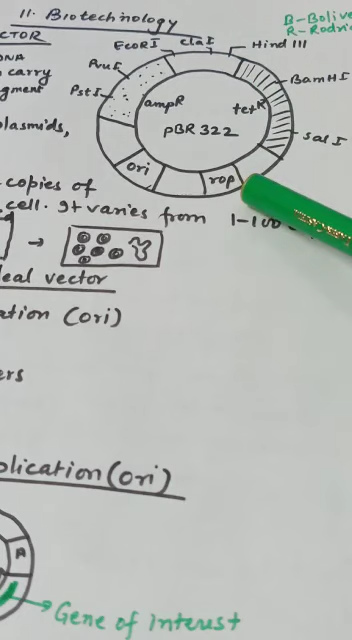 11. Biotechnology
B-Bolive
R-Rodri
CTOR
EcoRI
claI
Hind III
DNA
PvuI
carry
gment
BamHI
PstI
ampR
tetR
pBR 322
SalI
plasmids,
ori
rop
copies of
cell. It varies from 1-100
deal vector
ation (ori)
ers
plication (ori)
A
Gene of interest